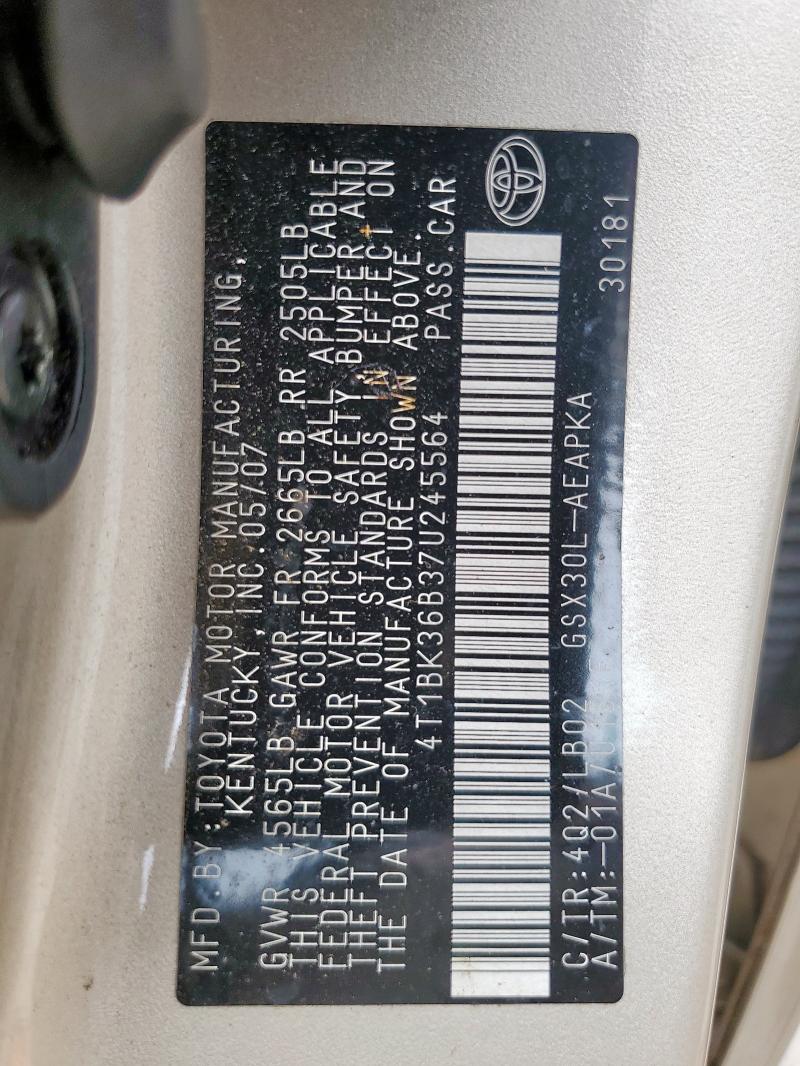 MFD.BY:TOYOTA MOTOR MANUFACTURING,
KENTUCKY, INC.05/07
GVWR 4565LB GAWR FR 2665LB RR 2505LB
THIS VEHICLE CONFORMS TO ALL APPLICABLE
FEDERAL MOTOR VEHICLE SAFETY BUMPER AND
THEFT PREVENTION STANDARDS IN EFFECT ON
THE DATE OF MANUFACTURE SHOWN ABOVE.
4T1BK36B37U245564 PASS.CAR
C/TR:4Q2/LB02 GSX30L-AEAPKA
A/TM:-01A/ 30181